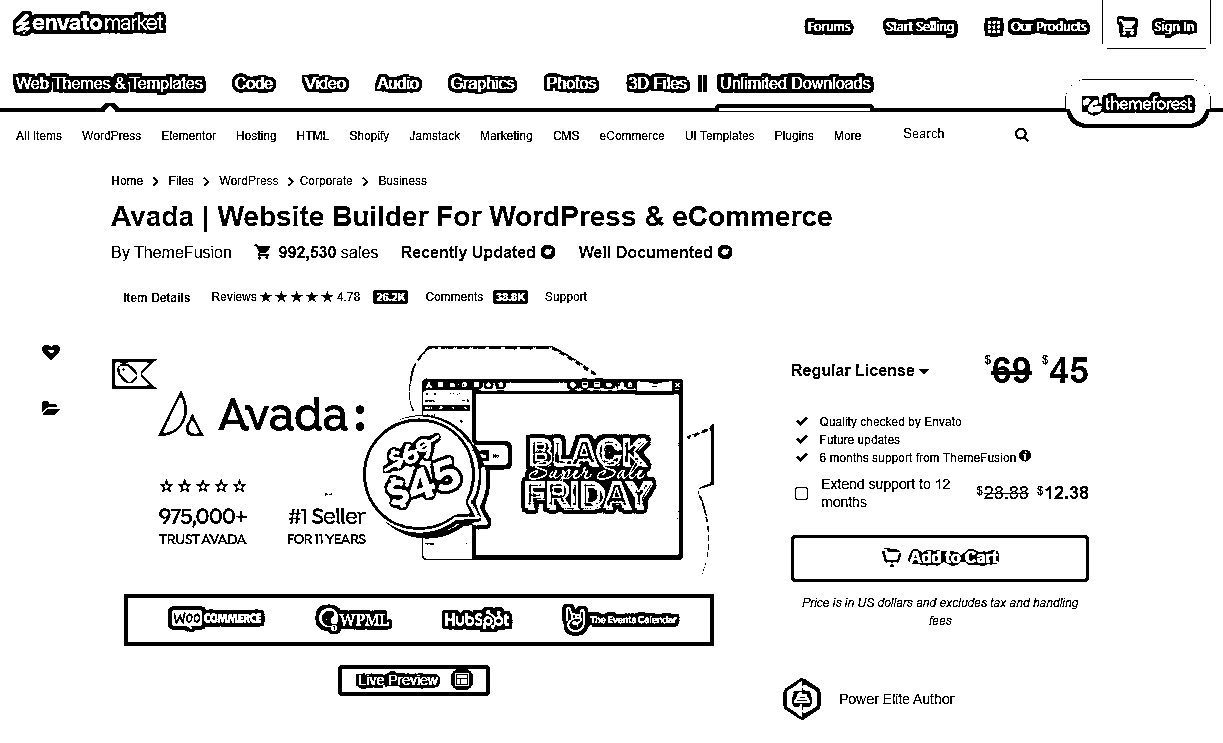 envatomarket
Forums Start Selling Our Products Sign In
Web Themes & Templates Code Video Audio Graphics Photos 3D Files Unlimited Downloads
themeforest
All Items WordPress Elementor Hosting HTML Shopify Jamstack Marketing CMS eCommerce UI Templates Plugins More Search
Home Files WordPress Corporate Business
Avada | Website Builder For WordPress & eCommerce
By ThemeFusion 992,530 sales Recently Updated Well Documented
Item Details Reviews 4.78 26.2K Comments 38.8K Support
Regular License $69 $45
Avada:
$69
$45
BLACK
Super Sale
FRIDAY
975,000+ #1 Seller
TRUST AVADA FOR 11 YEARS
Quality checked by Envato
Future updates
6 months support from ThemeFusion
Extend support to 12
months
$28.88 $12.38
Add to Cart
Price is in US dollars and excludes tax and handling
fees
WOO COMMERCE WPML HubSpot The Events Calendar
Live Preview
Power Elite Author